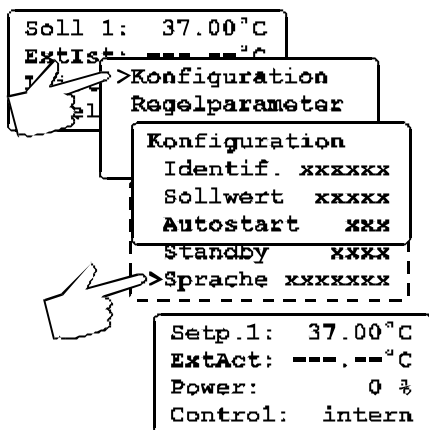 Soll 1: 37.00°C
ExtIst: ---.--°C
>Konfiguration
Regelparameter
Konfiguration
Identif. xxxxxx
Sollwert xxxxx
Autostart xxx
Standby xxxx
>Sprache xxxxxxx
Setp.1: 37.00°C
ExtAct: ---.--°C
Power: 0 %
Control: intern